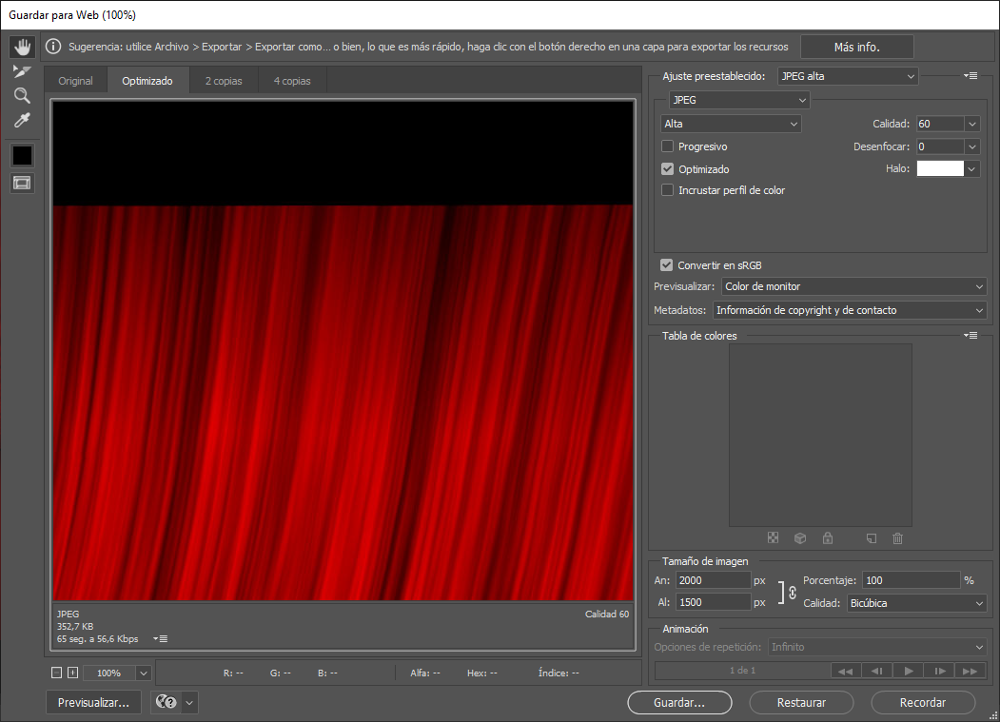 Guardar para Web (100%)
Sugerencia: utilice Archivo > Exportar > Exportar como... o bien, lo que es más rápido, haga clic con el botón derecho en una capa para exportar los recursos
Más info.
Original
Optimizado
2 copias
4 copias
Ajuste preestablecido: JPEG alta
JPEG
Alta
Calidad: 60
Progresivo
Desenfocar: 0
Optimizado
Halo:
Incrustar perfil de color
Convertir en sRGB
Previsualizar: Color de monitor
Metadatos: Información de copyright y de contacto
Tabla de colores
Tamaño de imagen
An: 2000 px
Porcentaje: 100 %
Al: 1500 px
Calidad: Bicúbica
JPEG
Calidad 60
352,7 KB
65 seg. a 56,6 Kbps
Animación
Opciones de repetición: Infinito
1 de 1
100%
R: --
G: --
B: --
Alfa: --
Hex: --
Índice: --
Previsualizar...
Guardar...
Restaurar
Recordar